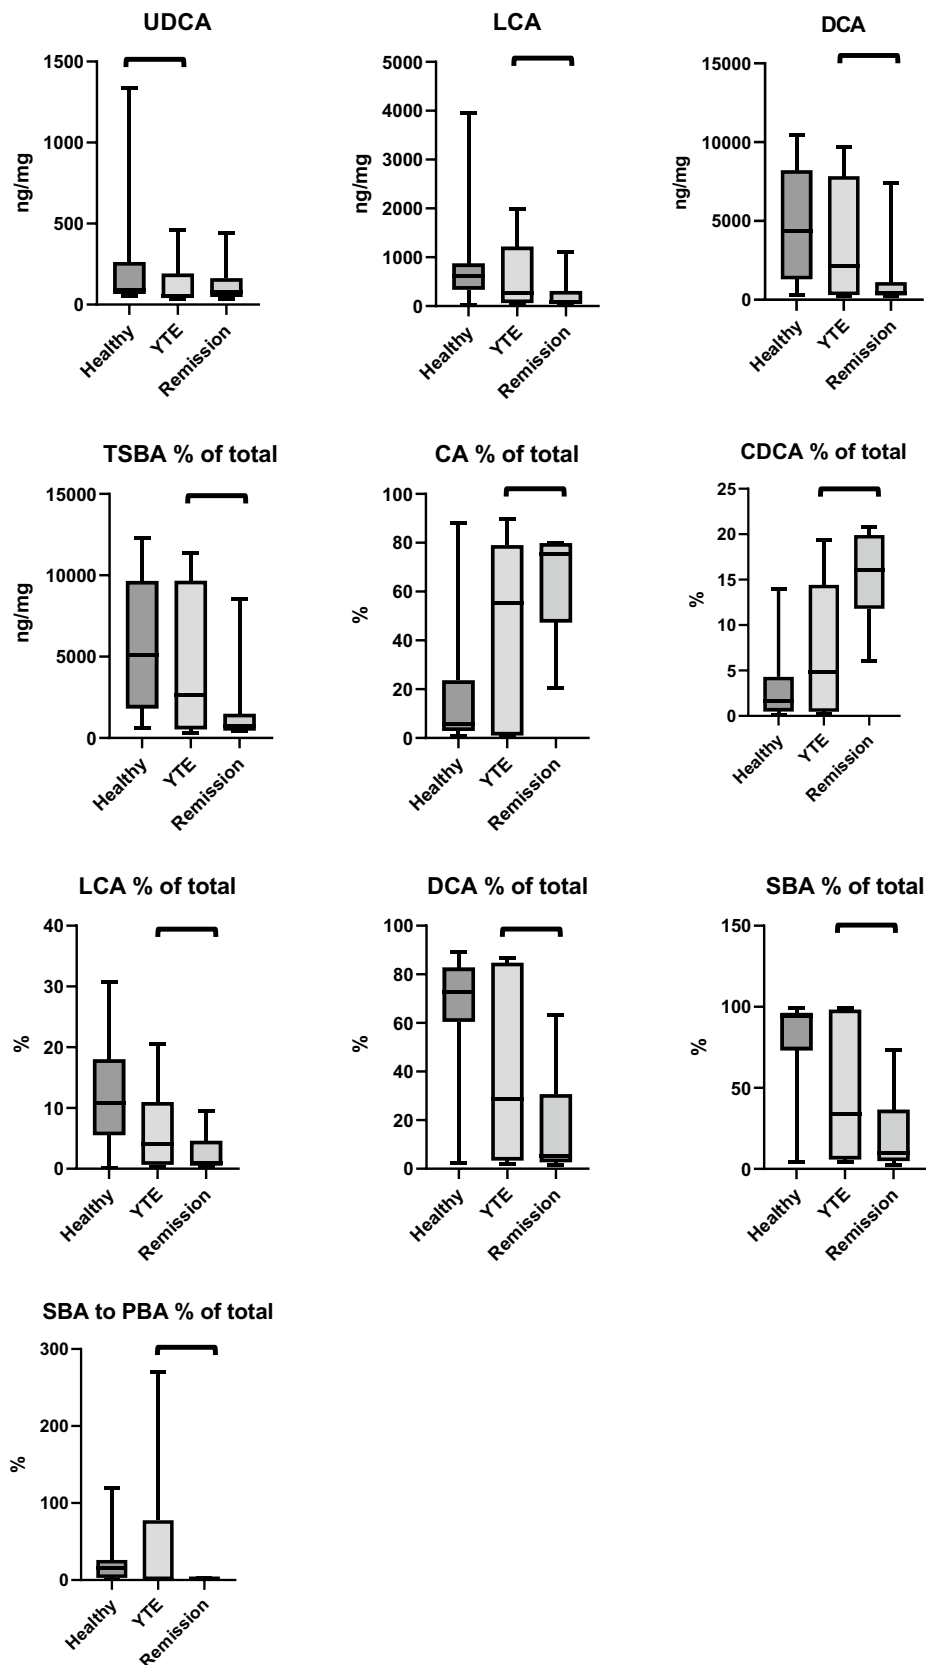 UDCA
1500
1000
500
0
ng/mg
Healthy
YTE
Remission
LCA
5000
4000
3000
2000
1000
0
ng/mg
Healthy
YTE
Remission
DCA
15000
10000
5000
0
ng/mg
Healthy
YTE
Remission
TSBA % of total
15000
10000
5000
0
ng/mg
Healthy
YTE
Remission
CA % of total
100
80
60
40
20
0
%
Healthy
YTE
Remission
CDCA % of total
25
20
15
10
5
0
%
Healthy
YTE
Remission
LCA % of total
40
30
20
10
0
%
Healthy
YTE
Remission
DCA % of total
100
80
60
40
20
0
%
Healthy
YTE
Remission
SBA % of total
150
100
50
0
%
Healthy
YTE
Remission
SBA to PBA % of total
300
200
100
0
%
Healthy
YTE
Remission